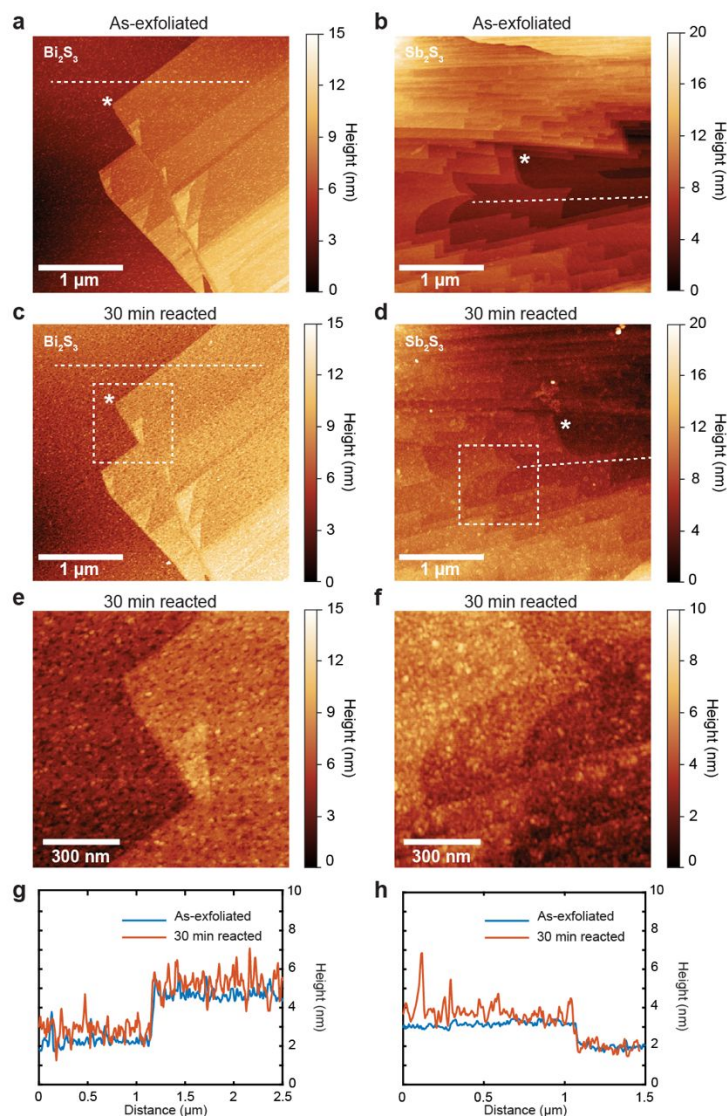 a As-exfoliated
Bi₂S₃
*
1 µm
15
12
9
6
3
0
Height (nm)
b As-exfoliated
Sb₂S₃
*
1 µm
20
16
12
8
4
0
Height (nm)
c 30 min reacted
Bi₂S₃
*
1 µm
15
12
9
6
3
0
Height (nm)
d 30 min reacted
Sb₂S₃
*
1 µm
20
16
12
8
4
0
Height (nm)
e 30 min reacted
300 nm
15
12
9
6
3
0
Height (nm)
f 30 min reacted
300 nm
10
8
6
4
2
0
Height (nm)
g
As-exfoliated
30 min reacted
10
8
6
4
2
0
Height (nm)
0 0.5 1 1.5 2 2.5
Distance (µm)
h
As-exfoliated
30 min reacted
10
8
6
4
2
0
Height (nm)
0 0.5 1.0 1.5
Distance (µm)